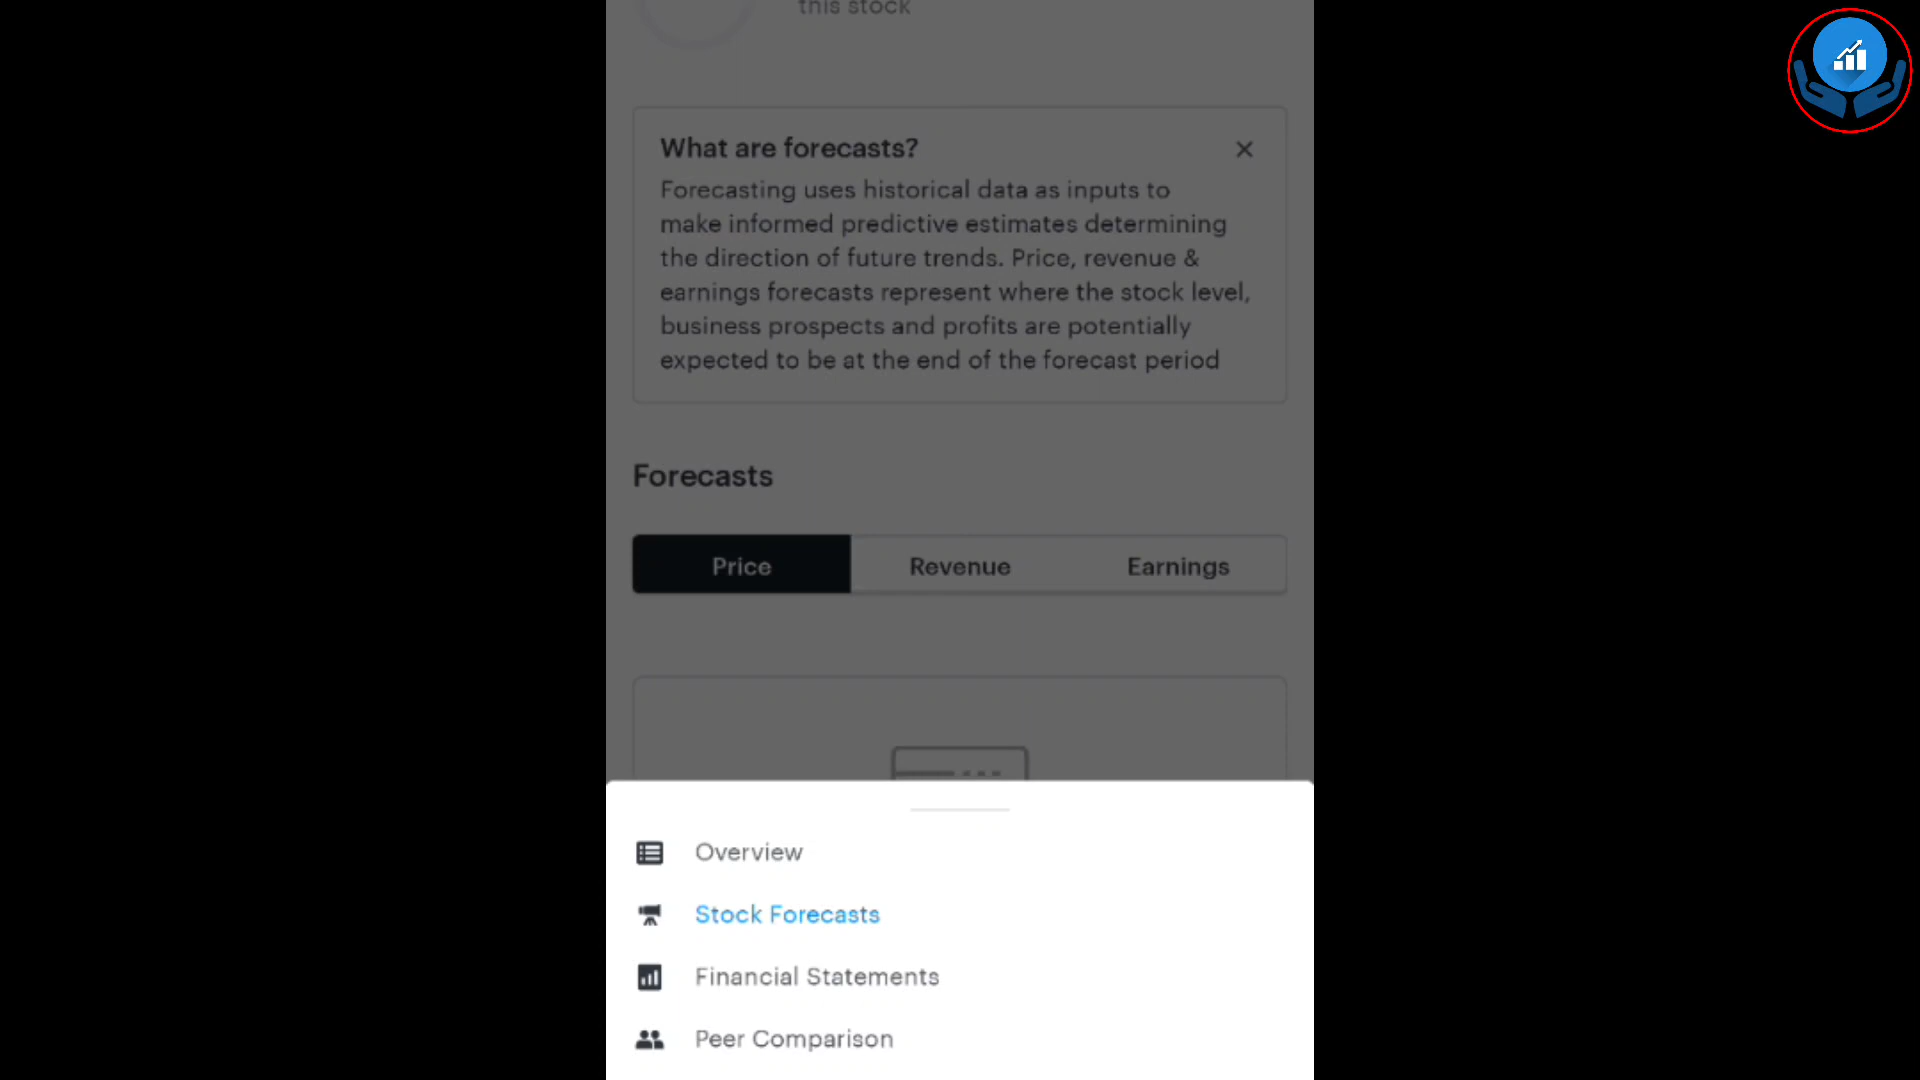 this stock
What are forecasts?
Forecasting uses historical data as inputs to
make informed predictive estimates determining
the direction of future trends. Price, revenue &
earnings forecasts represent where the stock level,
business prospects and profits are potentially
expected to be at the end of the forecast period
Forecasts
Price
Revenue
Earnings
Overview
Stock Forecasts
Financial Statements
Peer Comparison